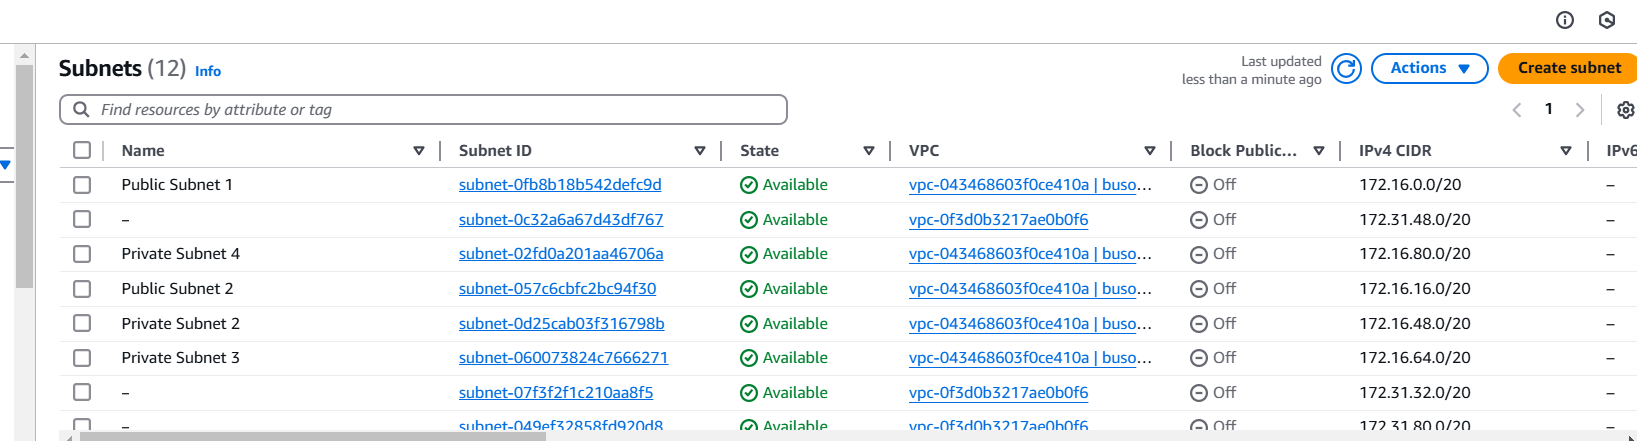 Subnets (12) Info
Last updated
less than a minute ago
Actions
Create subnet
Find resources by attribute or tag
1
Name Subnet ID State VPC Block Public... IPv4 CIDR IPv6
Public Subnet 1 subnet-0fb8b18b542defc9d Available vpc-043468603f0ce410a | buso... Off 172.16.0.0/20 –
– subnet-0c32a6a67d43df767 Available vpc-0f3d0b3217ae0b0f6 Off 172.31.48.0/20 –
Private Subnet 4 subnet-02fd0a201aa46706a Available vpc-043468603f0ce410a | buso... Off 172.16.80.0/20 –
Public Subnet 2 subnet-057c6cbfc2bc94f30 Available vpc-043468603f0ce410a | buso... Off 172.16.16.0/20 –
Private Subnet 2 subnet-0d25cab03f316798b Available vpc-043468603f0ce410a | buso... Off 172.16.48.0/20 –
Private Subnet 3 subnet-060073824c7666271 Available vpc-043468603f0ce410a | buso... Off 172.16.64.0/20 –
– subnet-07f3f2f1c210aa8f5 Available vpc-0f3d0b3217ae0b0f6 Off 172.31.32.0/20 –
– subnet-049ef32858fd920d8 Available vpc-0f3d0b3217ae0b0f6 Off 172.31.80.0/20 –